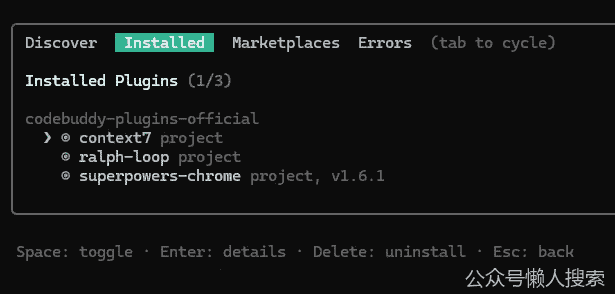 Discover Installed Marketplaces Errors (tab to cycle)
Installed Plugins (1/3)
codebuddy-plugins-official
❯ ◉ context7 project
◉ ralph-loop project
◉ superpowers-chrome project, v1.6.1
Space: toggle · Enter: details · Delete: uninstall · Esc: back
公众号懒人搜索